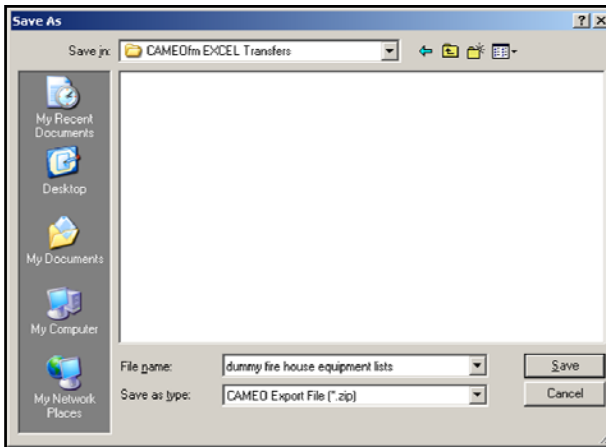 Save As
Save in: CAMEOfm EXCEL Transfers
My Recent
Documents
Desktop
My Documents
My Computer
My Network
Places
File name: dummy fire house equipment lists Save
Save as type: CAMEO Export File (*.zip) Cancel